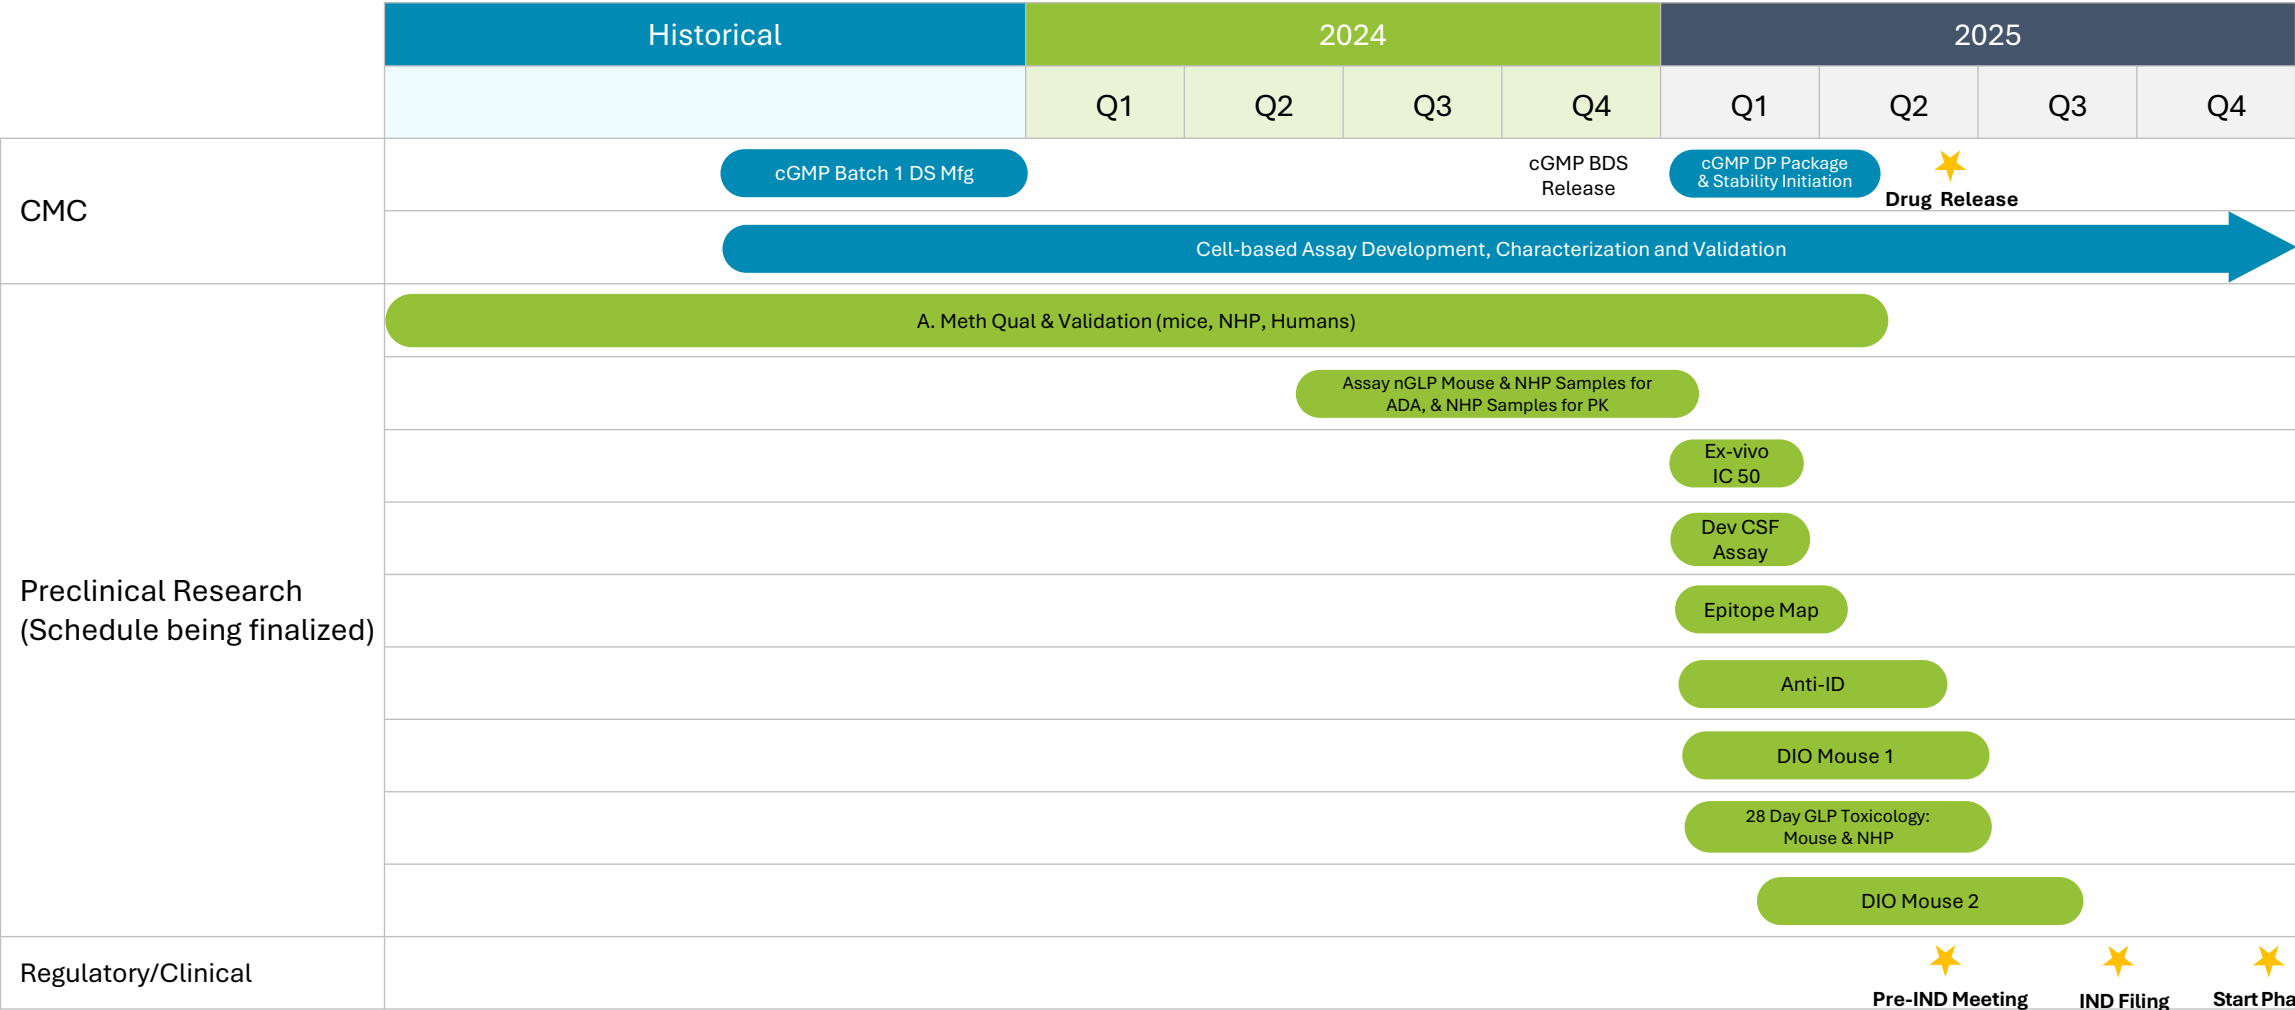 Historical
2024
2025
Q1
Q2
Q3
Q4
Q1
Q2
Q3
Q4
CMC
cGMP Batch 1 DS Mfg
cGMP BDS
Release
cGMP DP Package
& Stability Initiation
Drug Release
Cell-based Assay Development, Characterization and Validation
Preclinical Research
(Schedule being finalized)
A. Meth Qual & Validation (mice, NHP, Humans)
Assay nGLP Mouse & NHP Samples for
ADA, & NHP Samples for PK
Ex-vivo
IC 50
Dev CSF
Assay
Epitope Map
Anti-ID
DIO Mouse 1
28 Day GLP Toxicology:
Mouse & NHP
DIO Mouse 2
Regulatory/Clinical
Pre-IND Meeting
IND Filing
Start